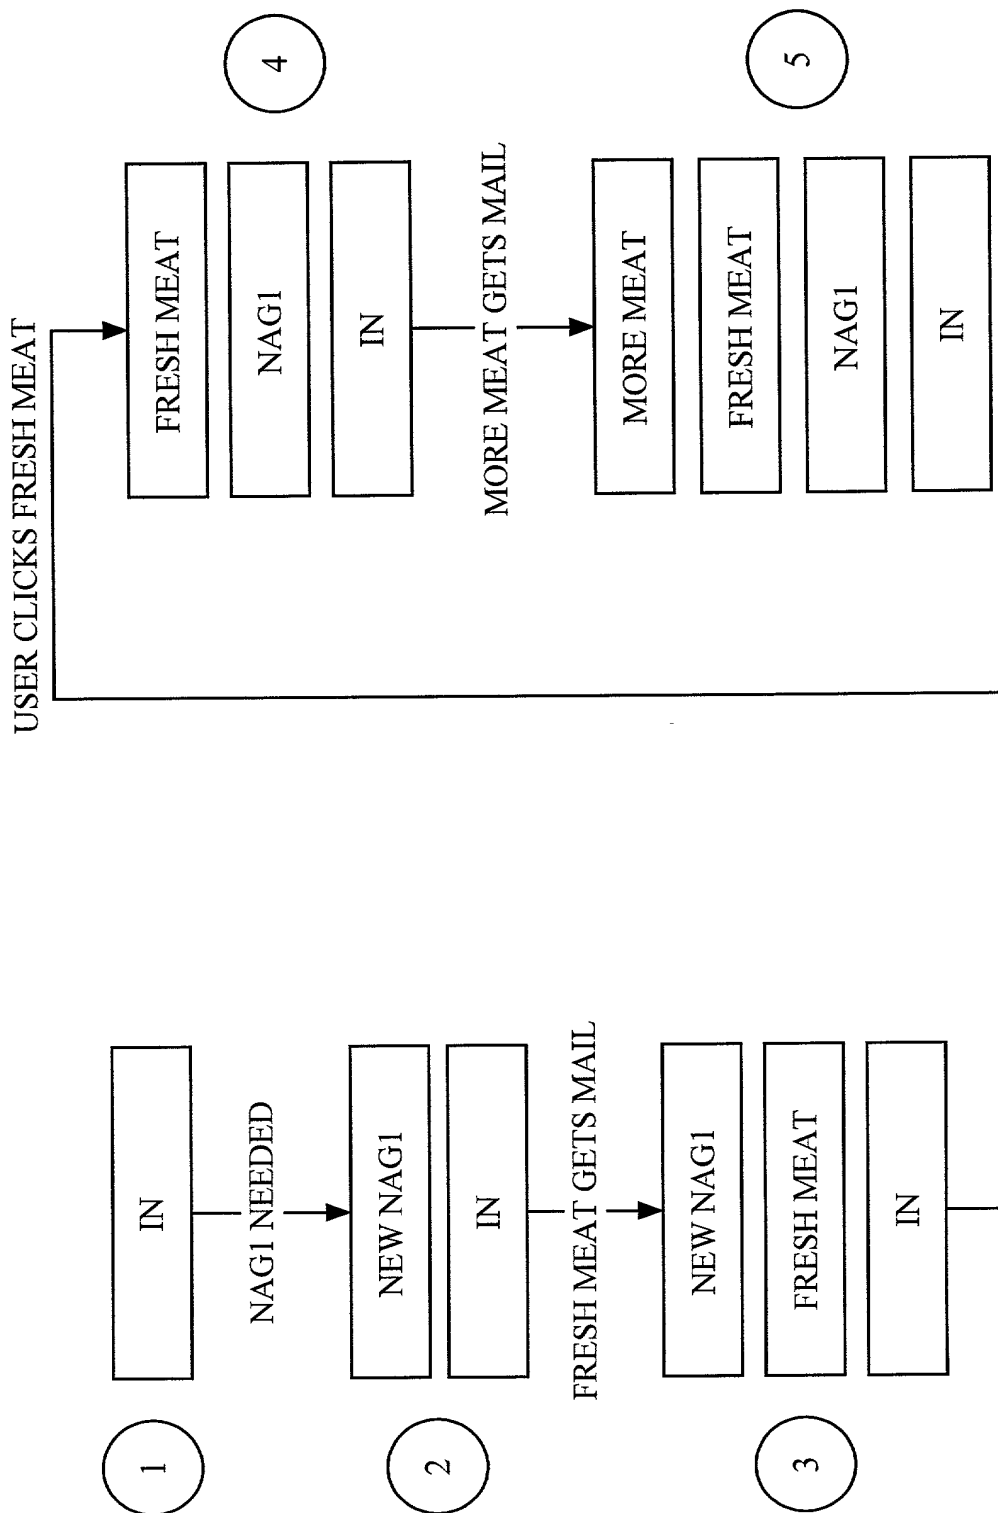 1
IN
NAG1 NEEDED
2
NEW NAG1
IN
FRESH MEAT GETS MAIL
3
NEW NAG1
FRESH MEAT
IN
USER CLICKS FRESH MEAT
4
FRESH MEAT
NAG1
IN
MORE MEAT GETS MAIL
5
MORE MEAT
FRESH MEAT
NAG1
IN